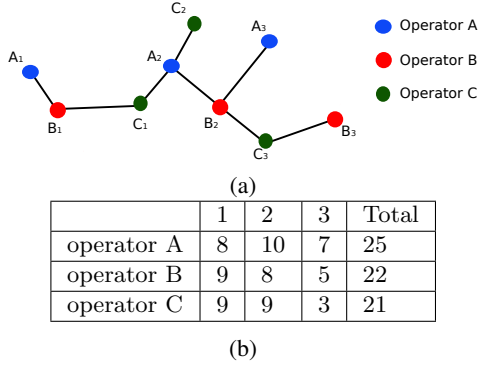 C₂
A₃
Operator A
A₁
A₂
Operator B
Operator C
B₁
C₁
B₂
B₃
C₃
(a)
1 2 3 Total
operator A 8 10 7 25
operator B 9 8 5 22
operator C 9 9 3 21
(b)